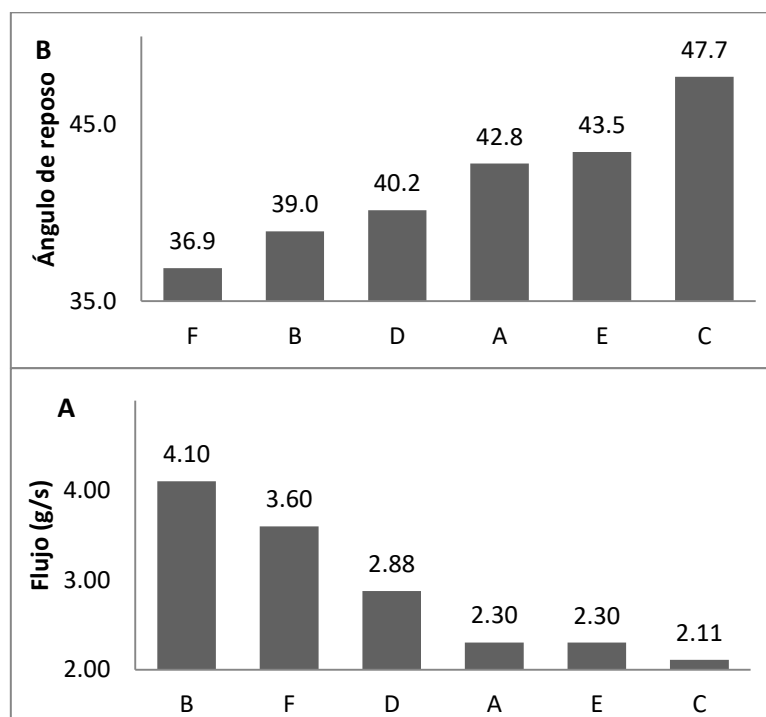 B
Ángulo de reposo
47.7
45.0
42.8
43.5
40.2
39.0
36.9
35.0
F B D A E C
A
Flujo (g/s)
4.10
4.00
3.60
3.00
2.88
2.30 2.30
2.11
2.00
B F D A E C